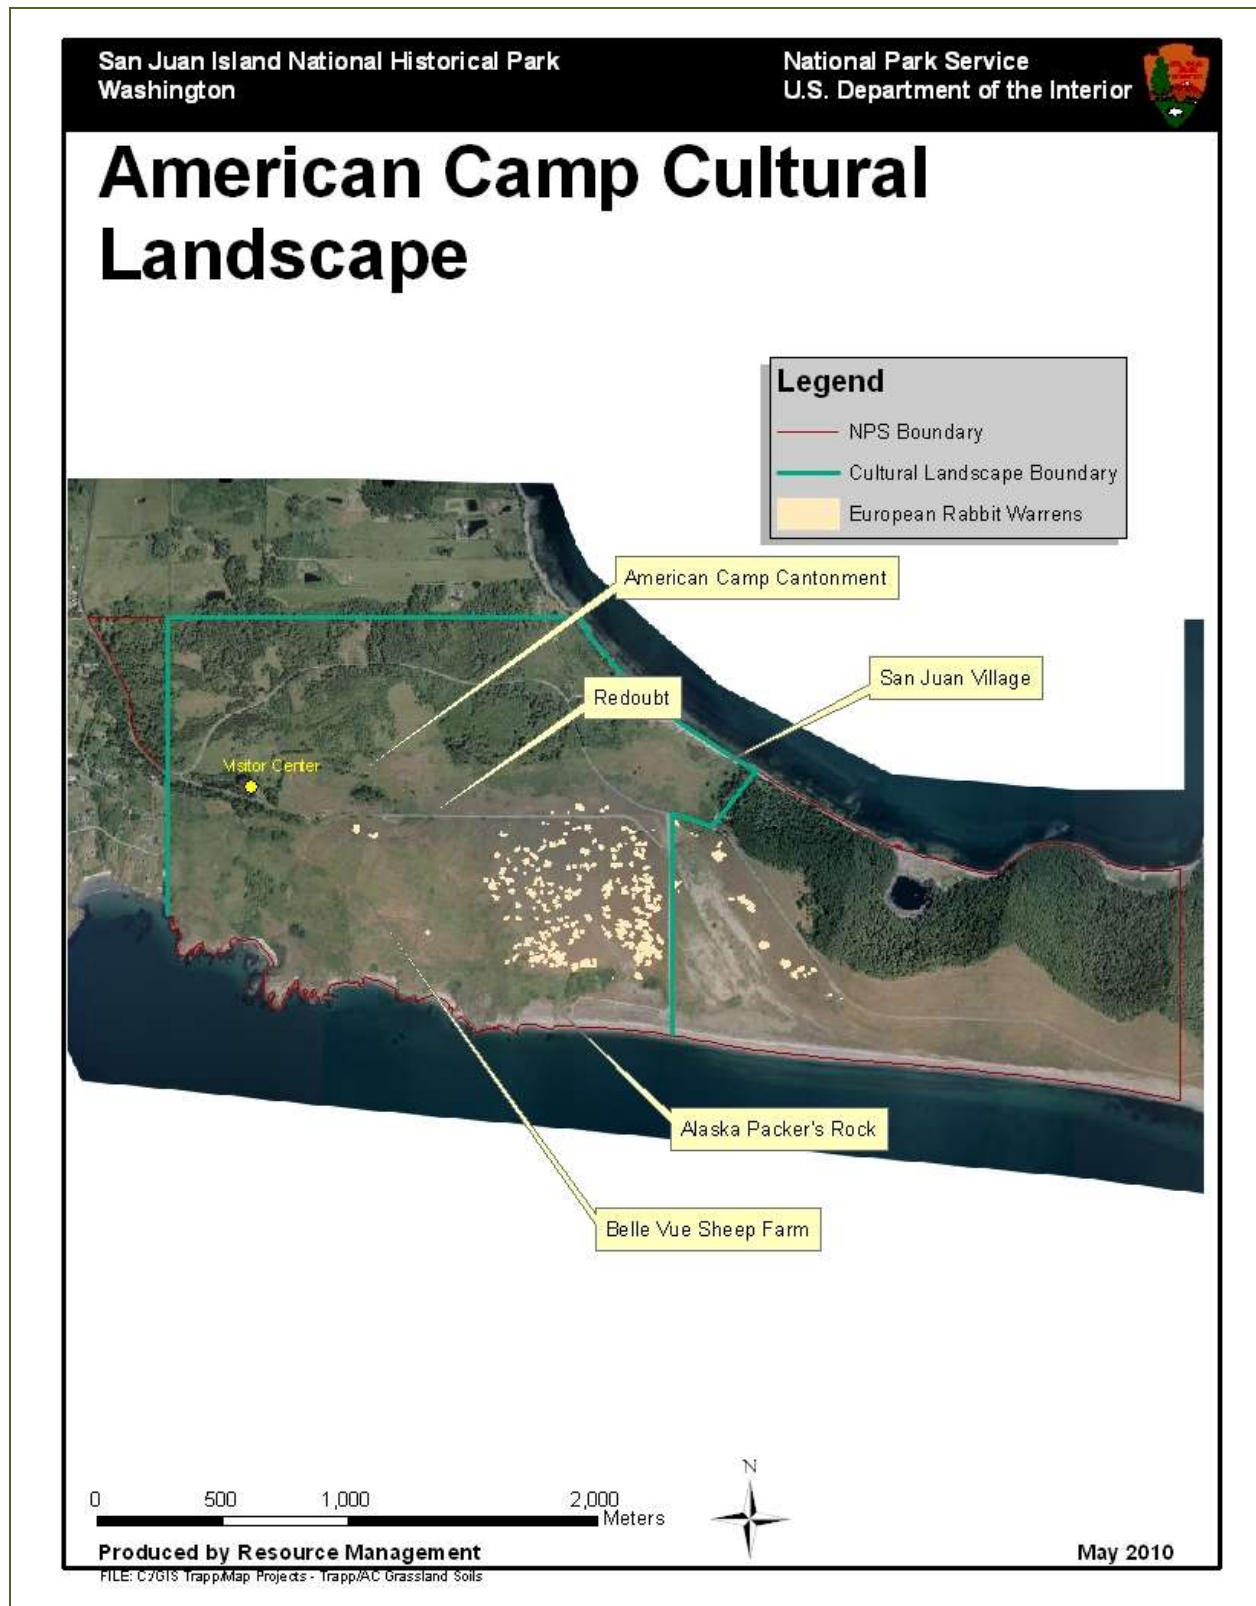 San Juan Island National Historical Park
Washington
National Park Service
U.S. Department of the Interior
American Camp Cultural
Landscape
Legend
NPS Boundary
Cultural Landscape Boundary
European Rabbit Warrens
American Camp Cantonment
San Juan Village
Redoubt
Visitor Center
Alaska Packer's Rock
Belle Vue Sheep Farm
N
0 500 1,000 2,000
Meters
Produced by Resource Management
May 2010
FILE: C:/GIS Trapp/Map Projects - Trapp/AC Grassland Soils